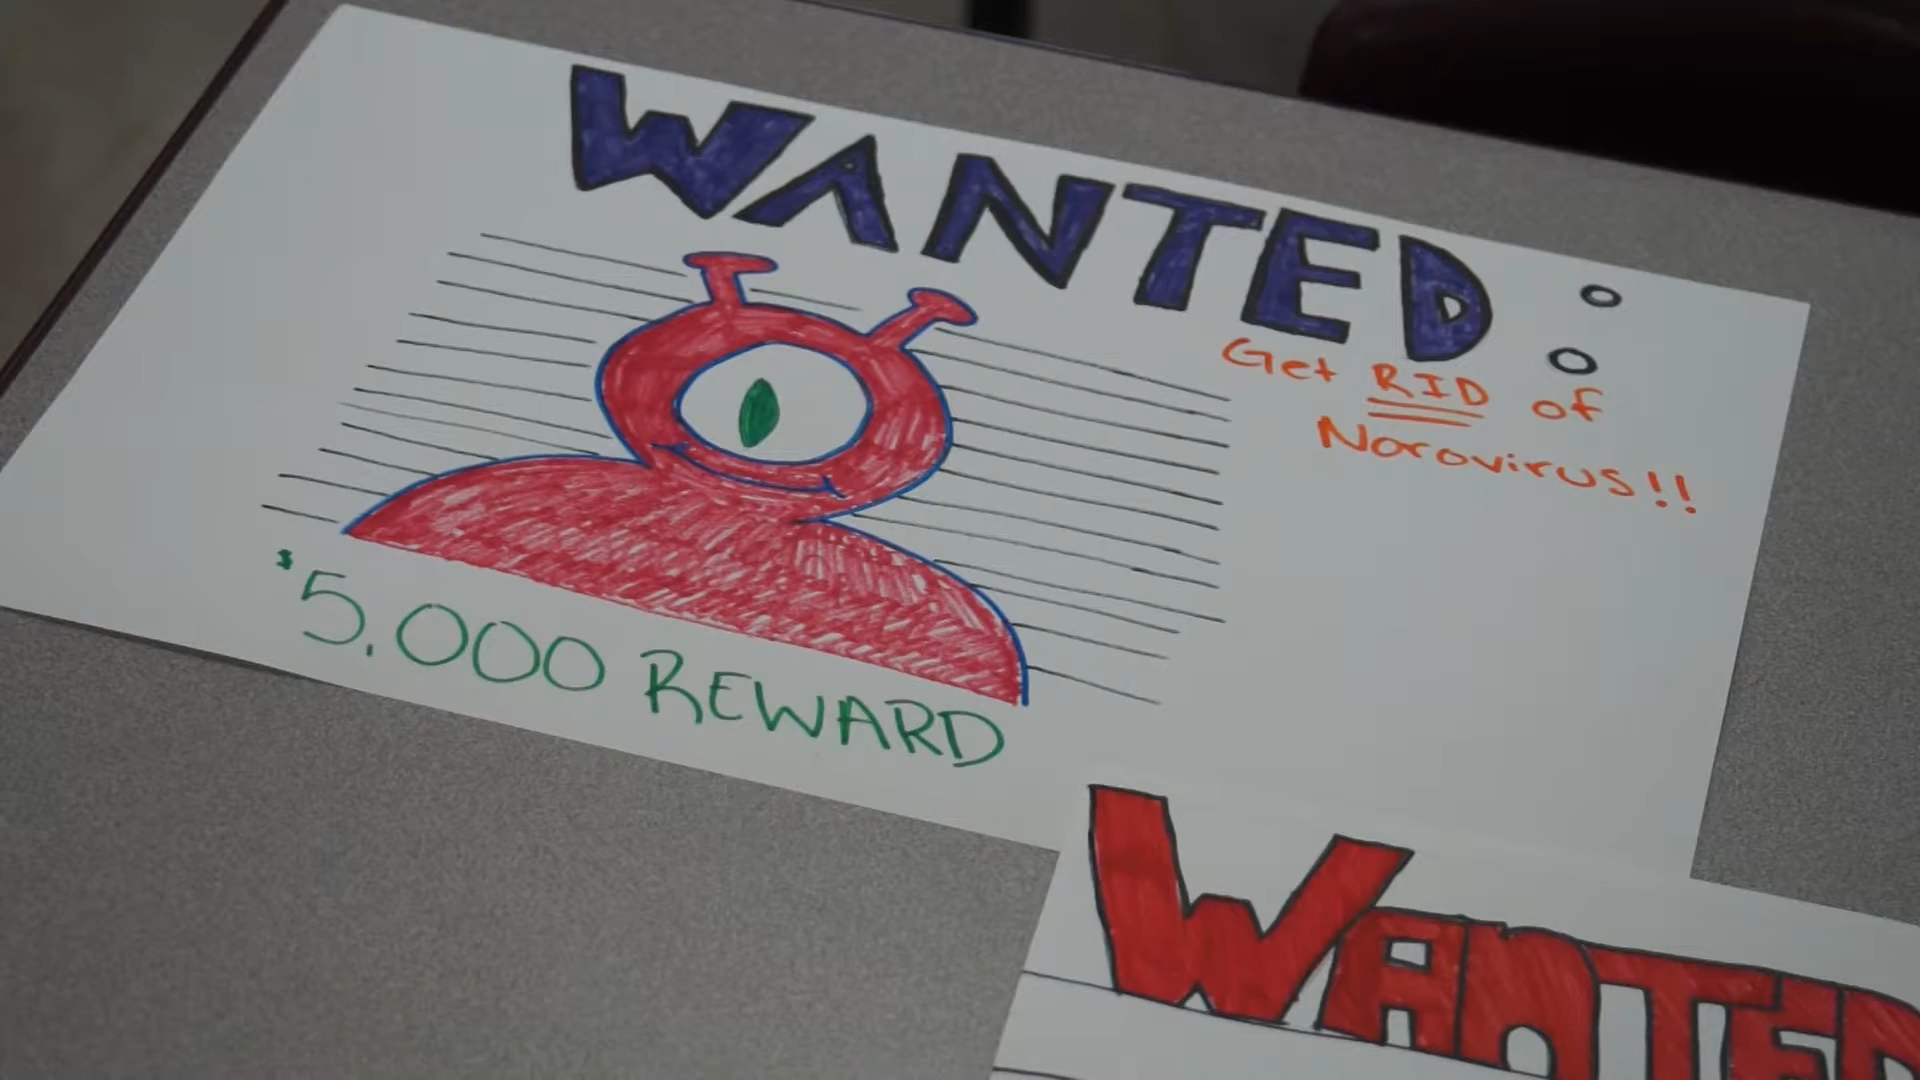 WANTED:
Get RID of
Norovirus!!
$5,000 REWARD
WANTED